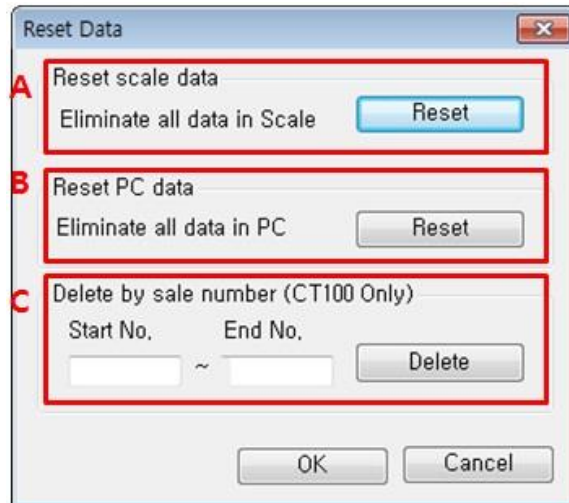 Reset Data
A
Reset scale data
Eliminate all data in Scale Reset
B
Reset PC data
Eliminate all data in PC Reset
C
Delete by sale number (CT100 Only)
Start No. End No.
~ Delete
OK Cancel